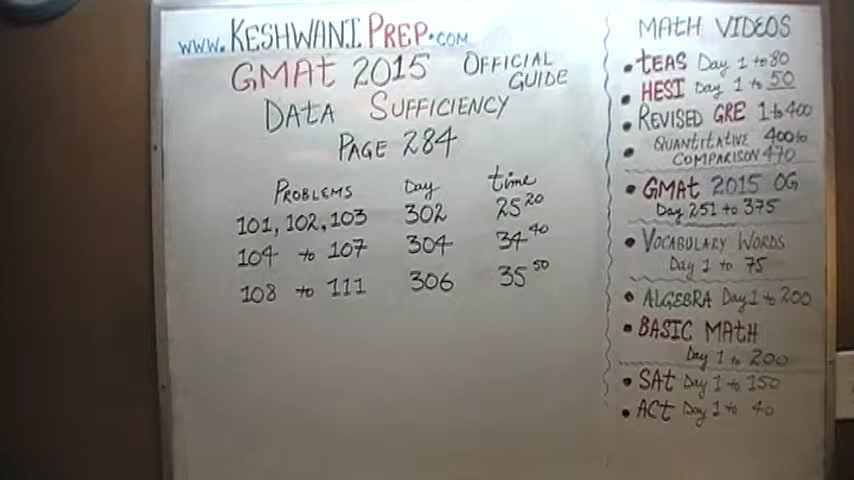 www.KESHWANI PREP.COM
GMAt 2015 OFFICIAL GUIDE
DATA SUFFICIENCY
PAGE 284
PROBLEMS Day time
101, 102, 103 302 25 20
104 to 107 304 34 40
108 to 111 306 35 50
MATH VIDEOS
• tEAS Day 1 to 80
• HESI Day 1 to 50
• REVISED GRE 1 to 400
• QUANTITATIVE 400 to
COMPARISON 470
• GMAt 2015 OG
Day 251 to 375
• VOCABULARY WORDS
Day 1 to 75
• ALGEBRA Day 1 to 200
• BASIC MATH
Day 1 to 200
• SAt Day 1 to 150
• ACt Day 1 to 40